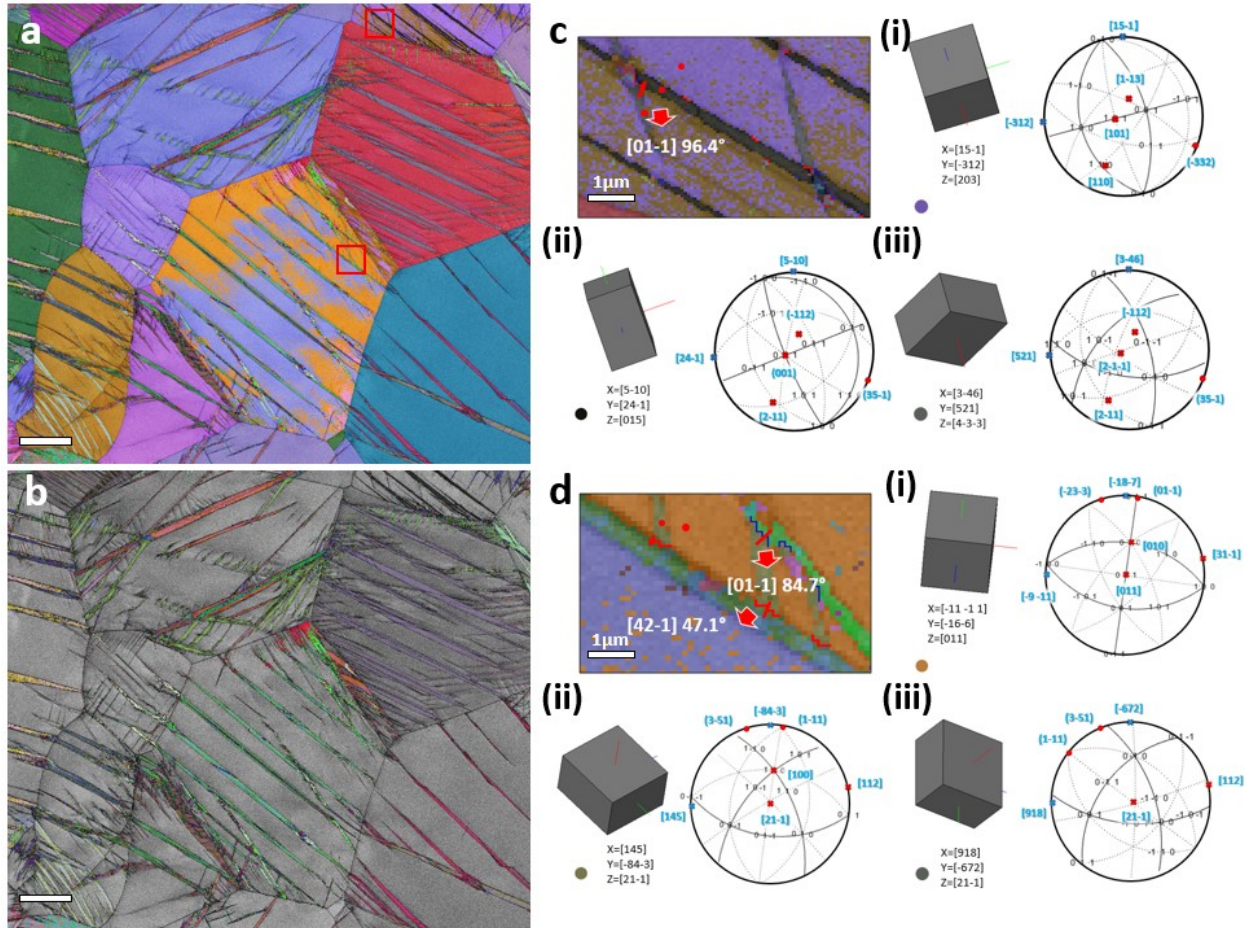 a
b
c
[01-1] 96.4°
1µm
(i)
[15-1]
[1-13]
[-312]
[101]
(-332)
[110]
X=[15-1]
Y=[-312]
Z=[203]
(ii)
[5-10]
(-112)
[24-1]
(001)
(35-1)
[2-11]
X=[5-10]
Y=[24-1]
Z=[015]
(iii)
[3-46]
[-112]
[521]
[2-1-1]
(35-1)
[2-11]
X=[3-46]
Y=[521]
Z=[4-3-3]
d
[01-1] 84.7°
[42-1] 47.1°
1µm
(i)
[-18-7]
(-23-3)
(01-1)
[010]
[31-1]
[-9 -11]
[011]
X=[-11 -1 1]
Y=[-16-6]
Z=[011]
(ii)
[-84-3]
(3-51)
(1-11)
[100]
[112]
[145]
[21-1]
X=[145]
Y=[-84-3]
Z=[21-1]
(iii)
[-672]
(3-51)
(1-11)
[112]
[918]
[21-1]
X=[918]
Y=[-672]
Z=[21-1]